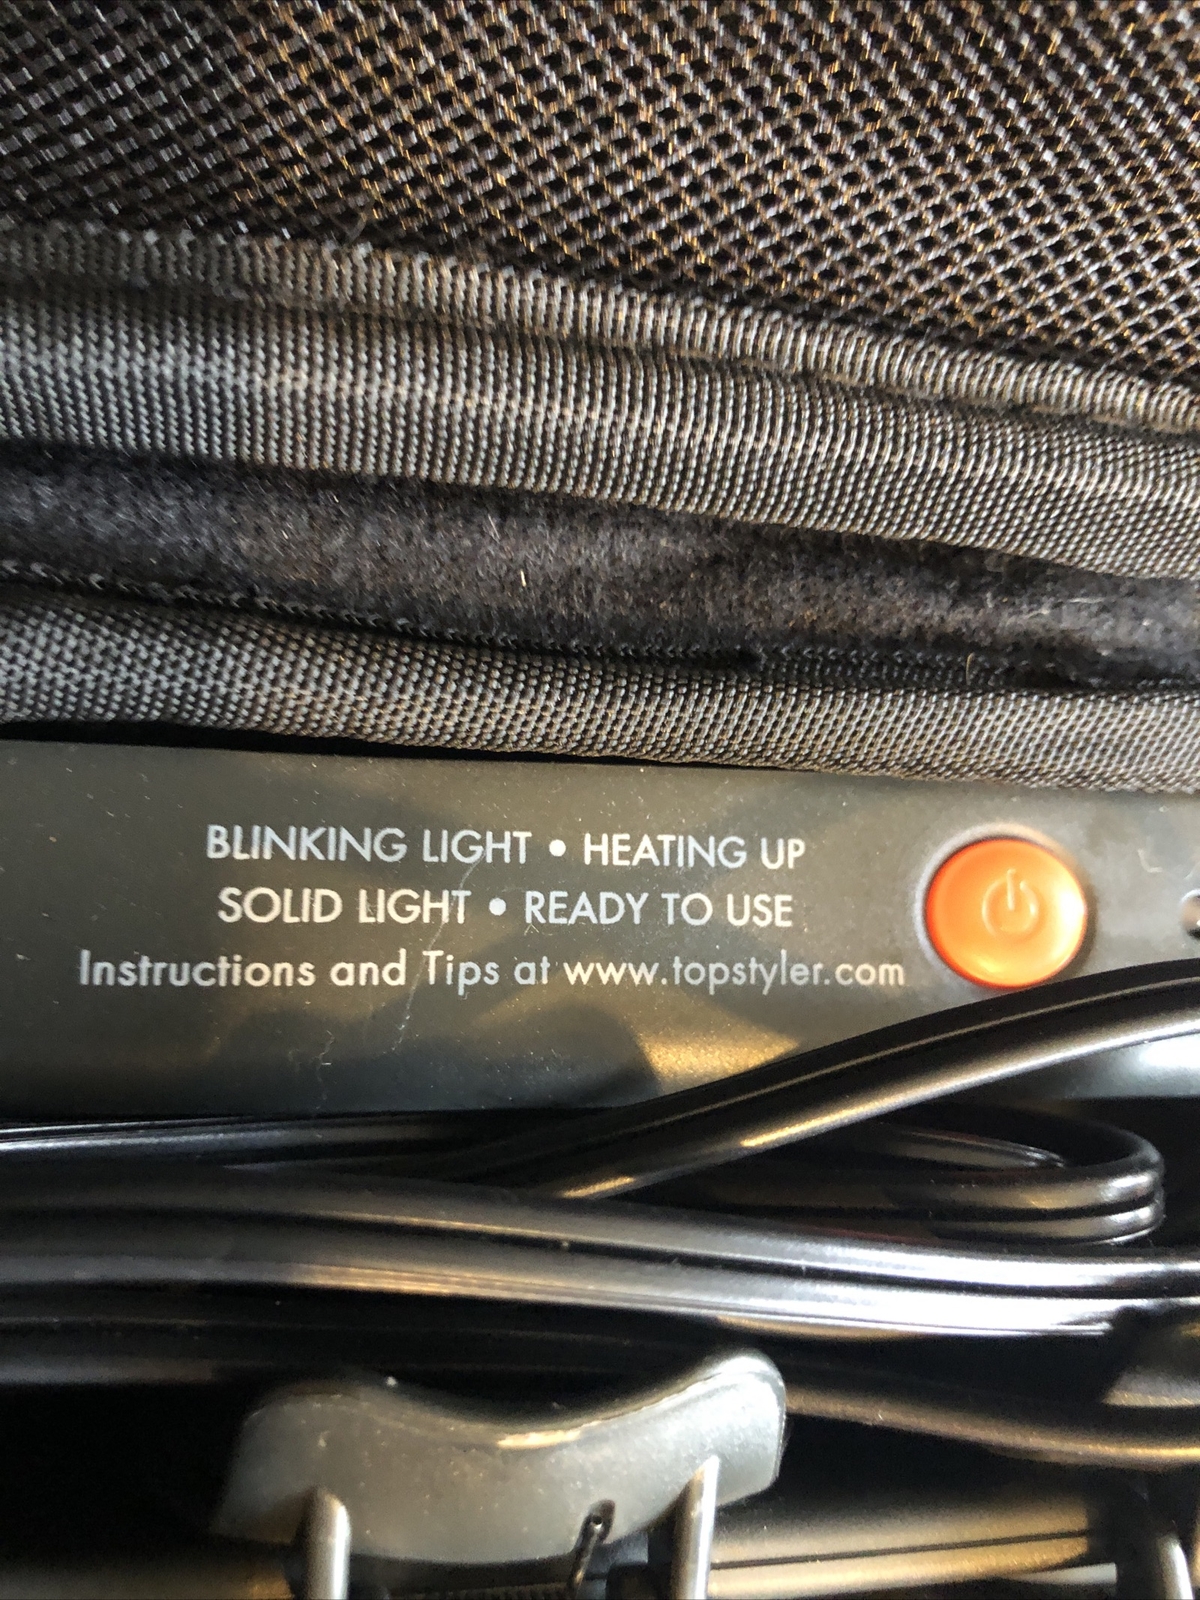 BLINKING LIGHT • HEATING UP
SOLID LIGHT • READY TO USE
Instructions and Tips at www.topstyler.com